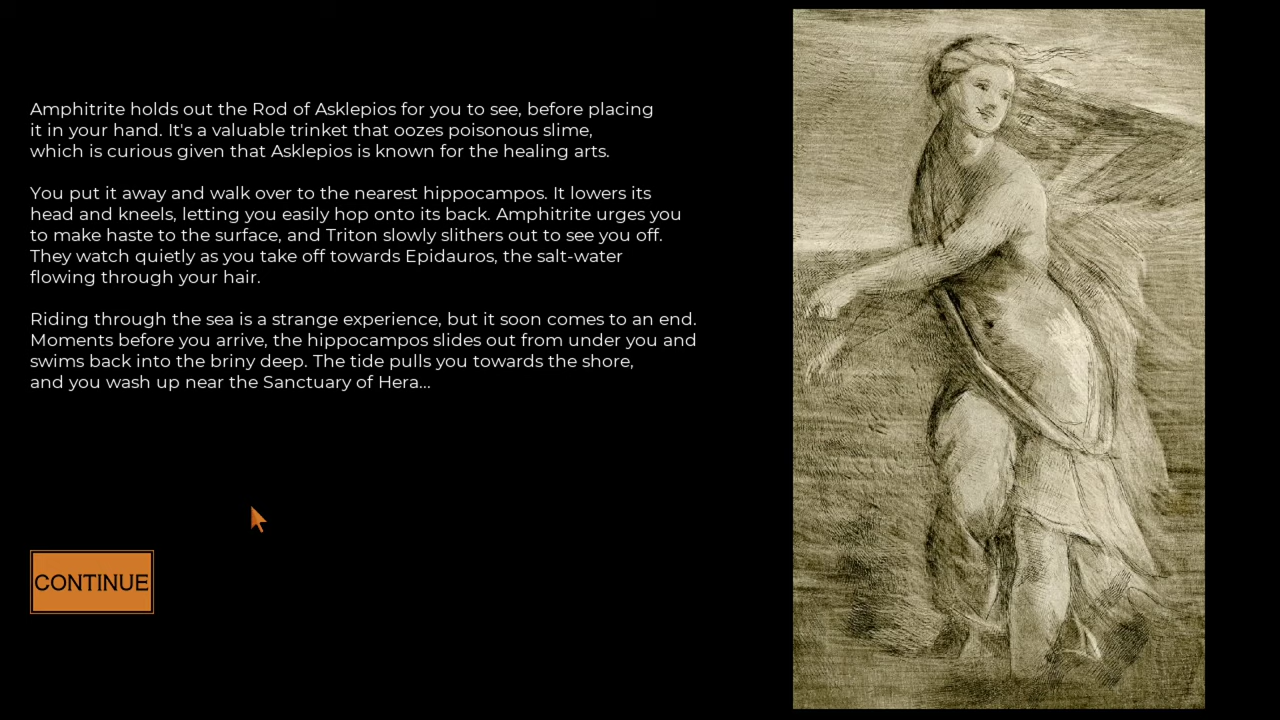 Amphitrite holds out the Rod of Asklepios for you to see, before placing
it in your hand. It's a valuable trinket that oozes poisonous slime,
which is curious given that Asklepios is known for the healing arts.
You put it away and walk over to the nearest hippocampos. It lowers its
head and kneels, letting you easily hop onto its back. Amphitrite urges you
to make haste to the surface, and Triton slowly slithers out to see you off.
They watch quietly as you take off towards Epidauros, the salt-water
flowing through your hair.
Riding through the sea is a strange experience, but it soon comes to an end.
Moments before you arrive, the hippocampos slides out from under you and
swims back into the briny deep. The tide pulls you towards the shore,
and you wash up near the Sanctuary of Hera...
CONTINUE